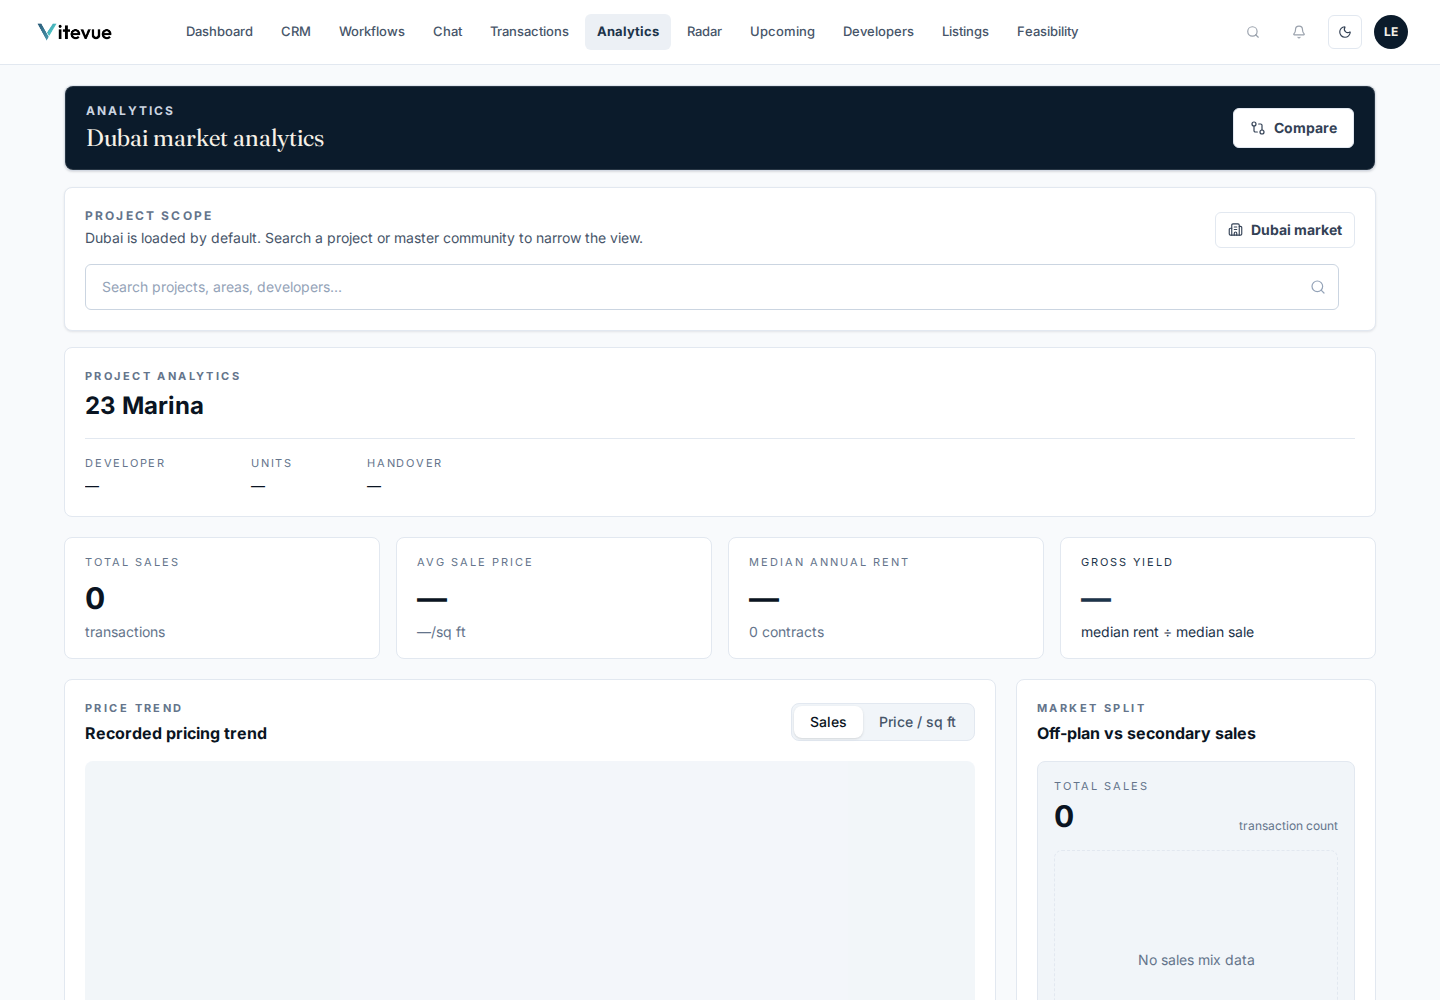 Vitevue
Dashboard
CRM
Workflows
Chat
Transactions
Analytics
Radar
Upcoming
Developers
Listings
Feasibility
LE
ANALYTICS
Dubai market analytics
Compare
PROJECT SCOPE
Dubai is loaded by default. Search a project or master community to narrow the view.
Dubai market
Search projects, areas, developers...
PROJECT ANALYTICS
23 Marina
DEVELOPER
UNITS
HANDOVER
—
—
—
TOTAL SALES
0
transactions
AVG SALE PRICE
—
—/sq ft
MEDIAN ANNUAL RENT
—
0 contracts
GROSS YIELD
—
median rent ÷ median sale
PRICE TREND
Recorded pricing trend
Sales
Price / sq ft
MARKET SPLIT
Off-plan vs secondary sales
TOTAL SALES
0
transaction count
No sales mix data